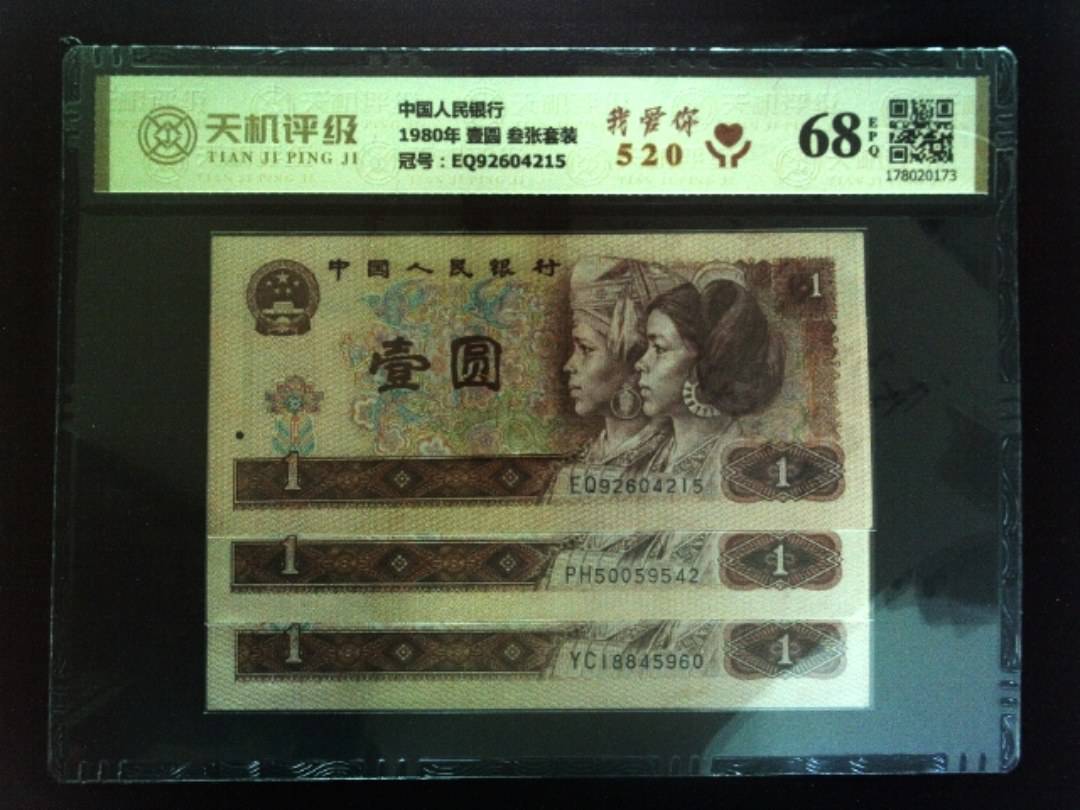 天机评级
TIAN JI PING JI
中国人民银行
1980年 壹圆 叁张套装
冠号：EQ92604215
我爱你
520
68
EPQ
178020173
中国人民银行
1
壹圆
1
EQ92604215
1
1
PH50059542
1
1
YC18845960
1